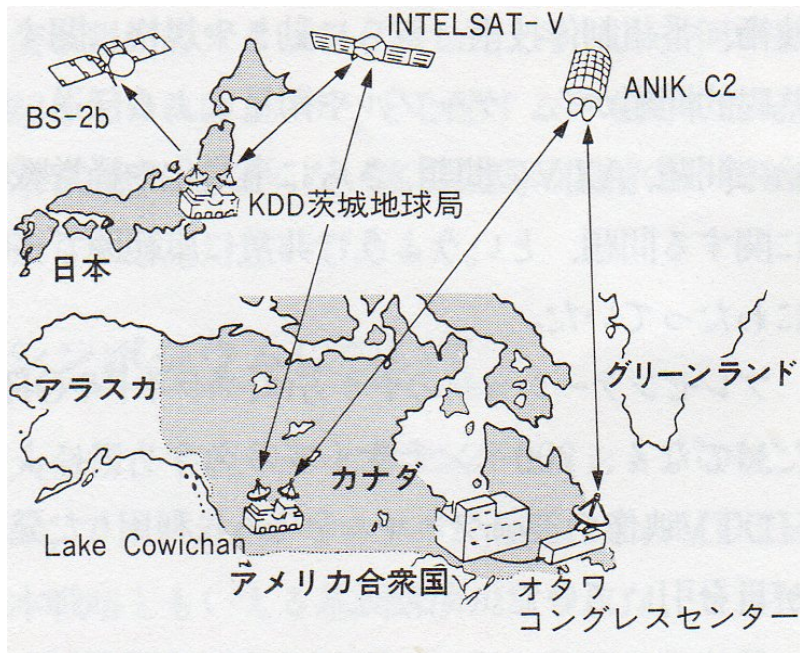 INTELSAT-V
ANIK C2
BS-2b
KDD茨城地球局
日本
アラスカ
グリーンランド
カナダ
Lake Cowichan
アメリカ合衆国
オタワ
コングレスセンター